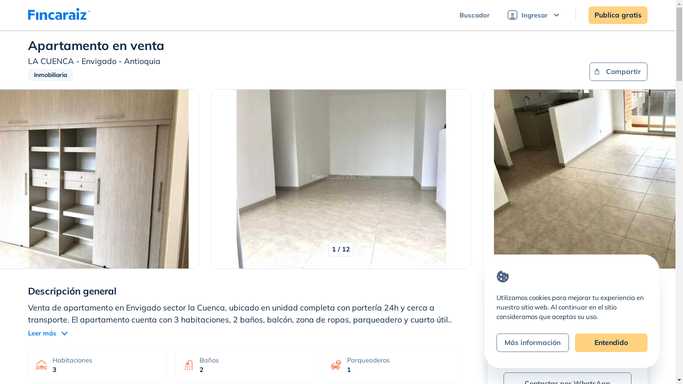 Fincaraiz
Buscador
Ingresar
Publica gratis
Apartamento en venta
LA CUENCA - Envigado - Antioquia
Inmobiliaria
Compartir
1 / 12
Descripción general
Venta de apartamento en Envigado sector la Cuenca, ubicado en unidad completa con portería 24h y cerca a
transporte. El apartamento cuenta con 3 habitaciones, 2 baños, balcón, zona de ropas, parqueadero y cuarto útil..
Leer más
Habitaciones
3
Baños
2
Parqueaderos
1
Utilizamos cookies para mejorar tu experiencia en
nuestro sitio web. Al continuar en el sitio
consideramos que aceptas su uso.
Más información
Entendido
Contactar por WhatsApp